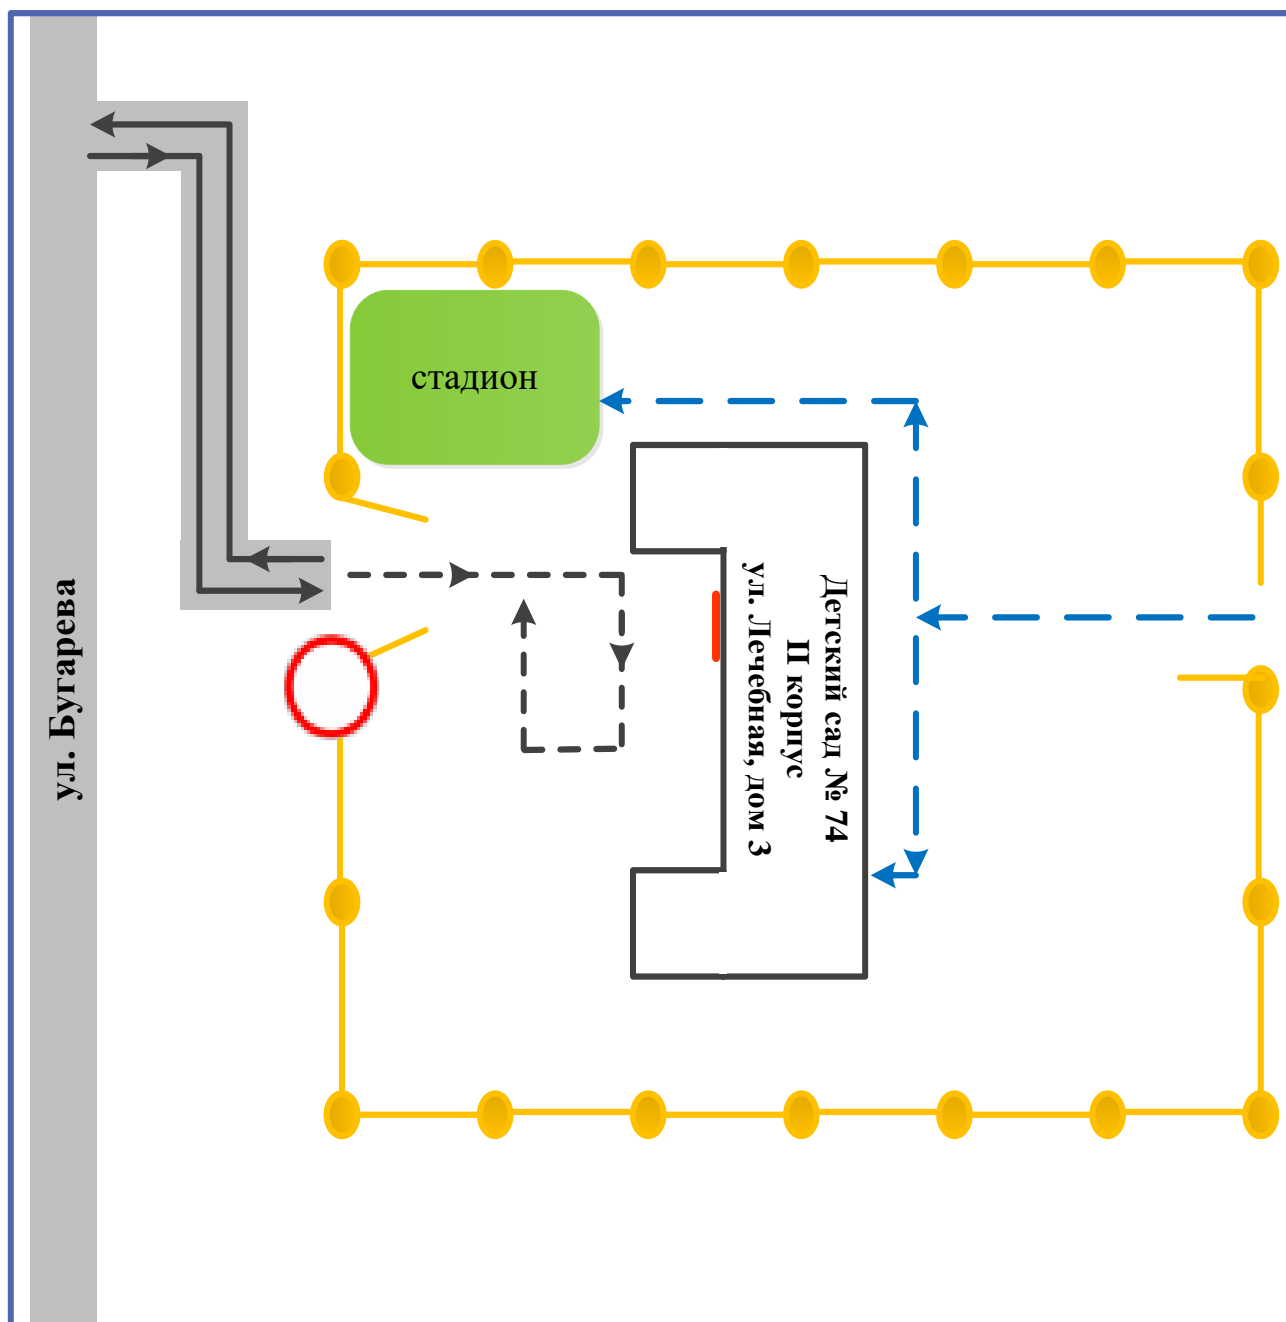 стадион
ул. Бугарева
Детский сад № 74
II корпус
ул. Лечебная, дом 3